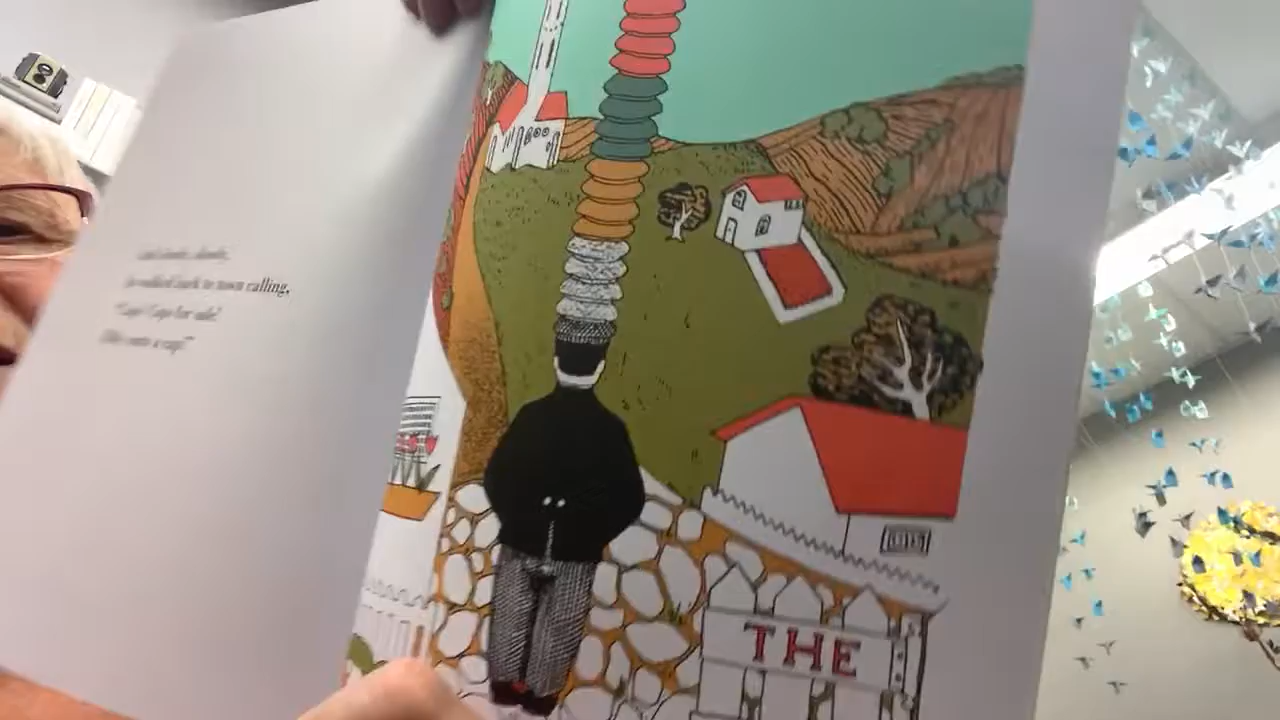 And slowly, slowly,
he walked back to town calling,
"Caps! Caps for sale!
Fifty cents a cap!"
THE